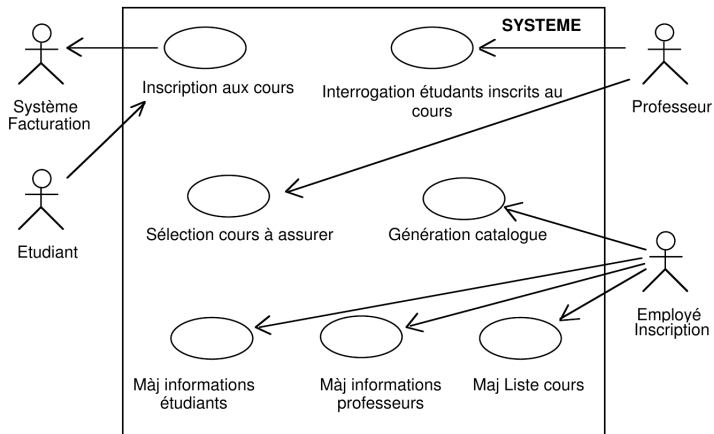 SYSTEME
Inscription aux cours
Interrogation étudants inscrits au
cours
Système
Facturation
Professeur
Etudiant
Sélection cours à assurer
Génération catalogue
Employé
Inscription
Màj informations
étudiants
Màj informations
professeurs
Maj Liste cours